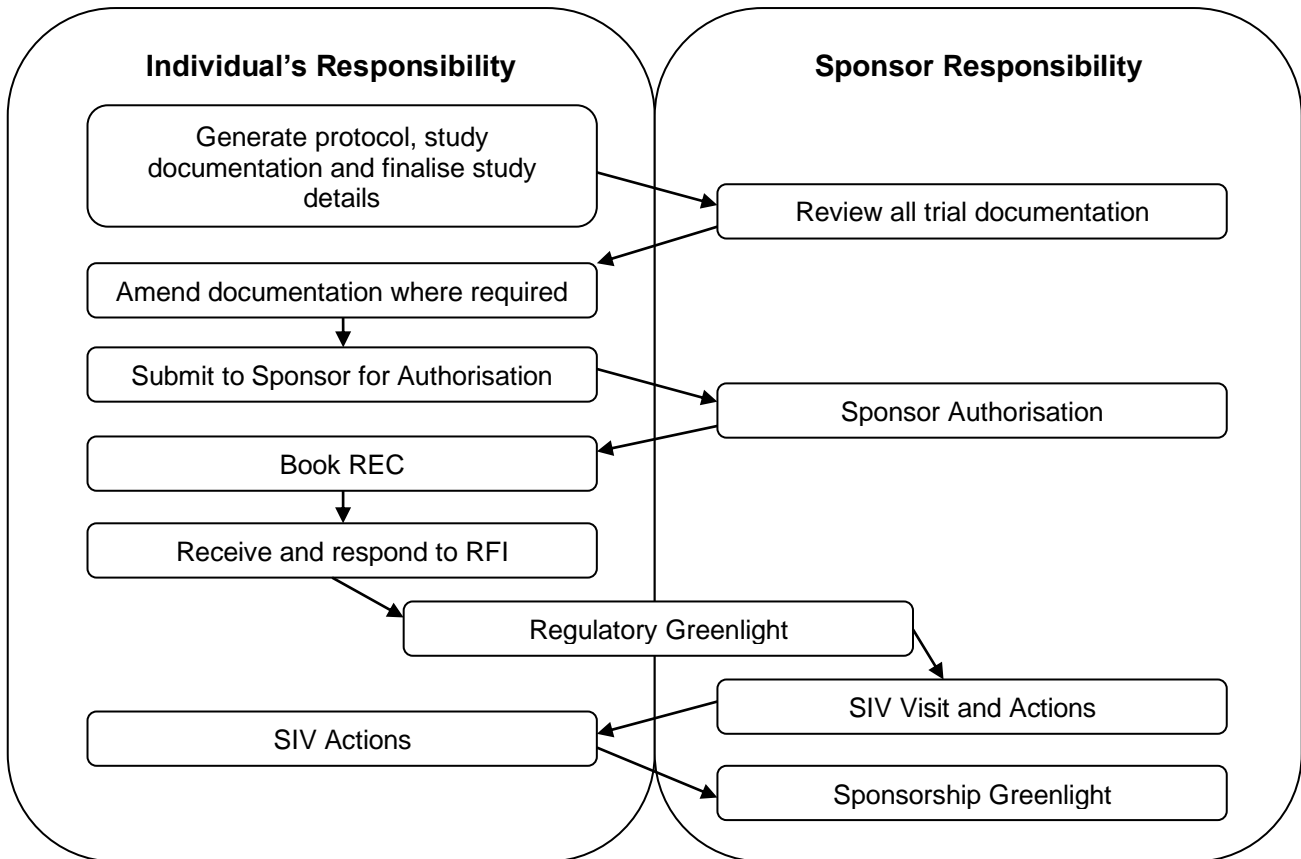 Individual’s Responsibility
Sponsor Responsibility
Generate protocol, study
documentation and finalise study
details
Review all trial documentation
Amend documentation where required
Submit to Sponsor for Authorisation
Sponsor Authorisation
Book REC
Receive and respond to RFI
Regulatory Greenlight
SIV Visit and Actions
SIV Actions
Sponsorship Greenlight